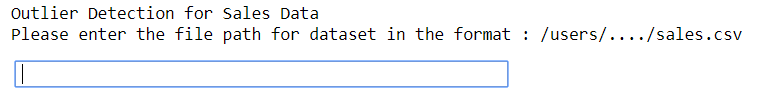 Outlier Detection for Sales Data
Please enter the file path for dataset in the format : /users/..../sales.csv